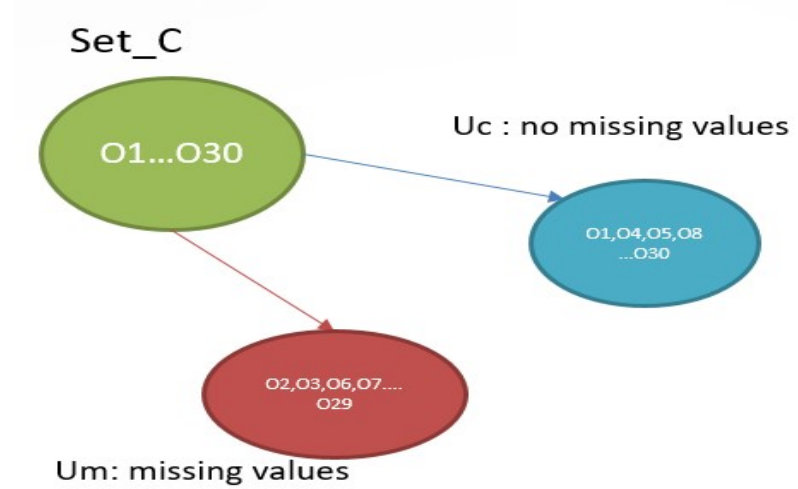 Set_C
O1...O30
Uc : no missing values
O1,O4,O5,O8
...O30
O2,O3,O6,O7....
O29
Um: missing values